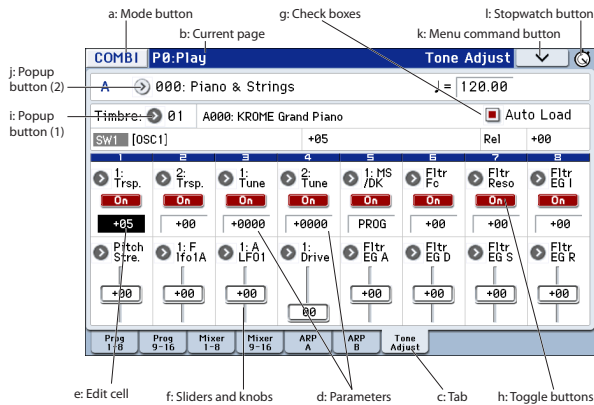 a: Mode button
b: Current page
g: Check boxes
l: Stopwatch button
k: Menu command button
COMBI P0:Play Tone Adjust
j: Popup
button (2)
A 000: Piano & Strings ♩= 120.00
i: Popup
button (1)
Timbre: 01 A000: KROME Grand Piano Auto Load
SW1 [OSC1] +05 Rel +00
1 2 3 4 5 6 7 8
1: Trsp. 2: Trsp. 1: Tune 2: Tune 1: MS /DK Fltr Fc Fltr Reso Fltr EG I
On On On On On On On On
+05 +00 +0000 +0000 PROG +00 +00 +00
Pitch Stre. 1: F lfo1A 1: A LFO1 1: Drive Fltr EG A Fltr EG D Fltr EG S Fltr EG R
+00 +00 +00 00 +00 +00 +00 +00
Prog 1-8 Prog 9-16 Mixer 1-8 Mixer 9-16 ARP A ARP B Tone Adjust
e: Edit cell
f: Sliders and knobs
d: Parameters
c: Tab
h: Toggle buttons